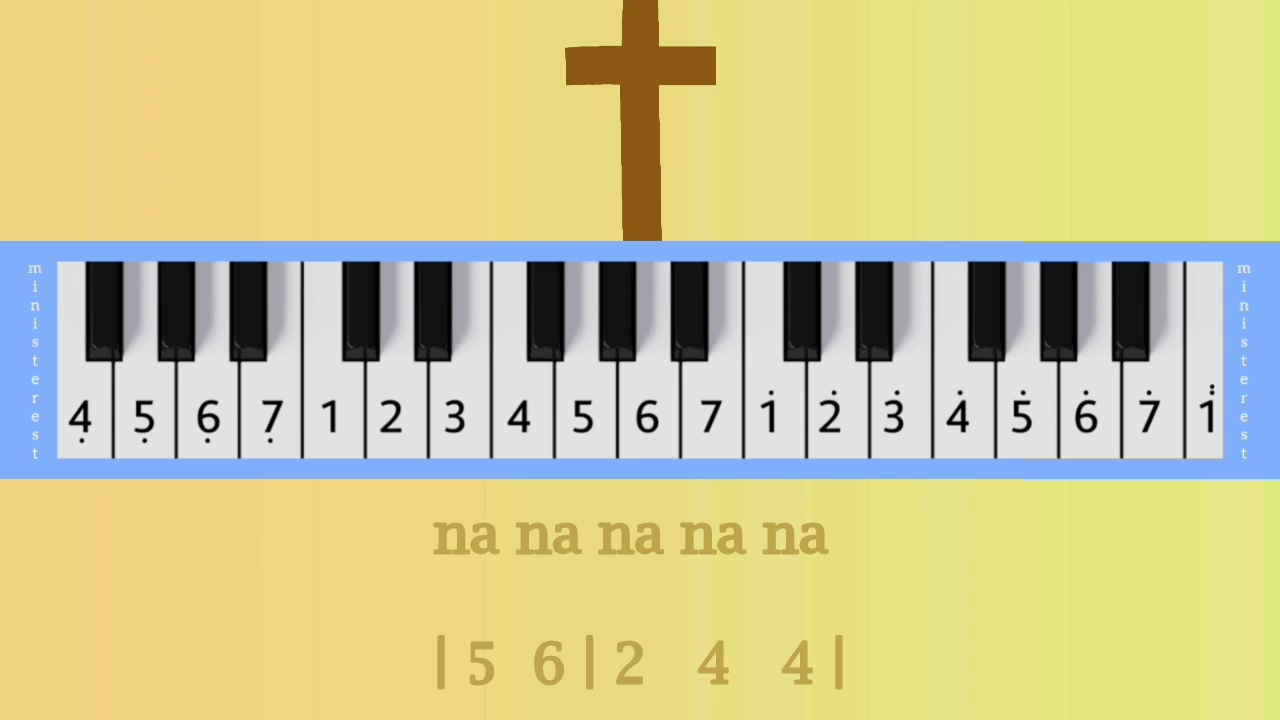 ministerest
4̣ 5̣ 6̣ 7̣ 1 2 3 4 5 6 7 1̇ 2̇ 3̇ 4̇ 5̇ 6̇ 7̇ 1̈
ministerest
na na na na na
| 5 6 | 2 4 4 |